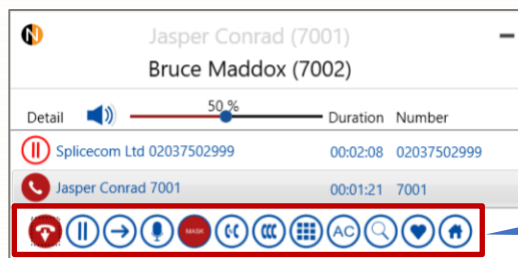 N
Jasper Conrad (7001)
Bruce Maddox (7002)
50 %
Detail Duration Number
Splicecom Ltd 02037502999 00:02:08 02037502999
Jasper Conrad 7001 00:01:21 7001
MASK AC